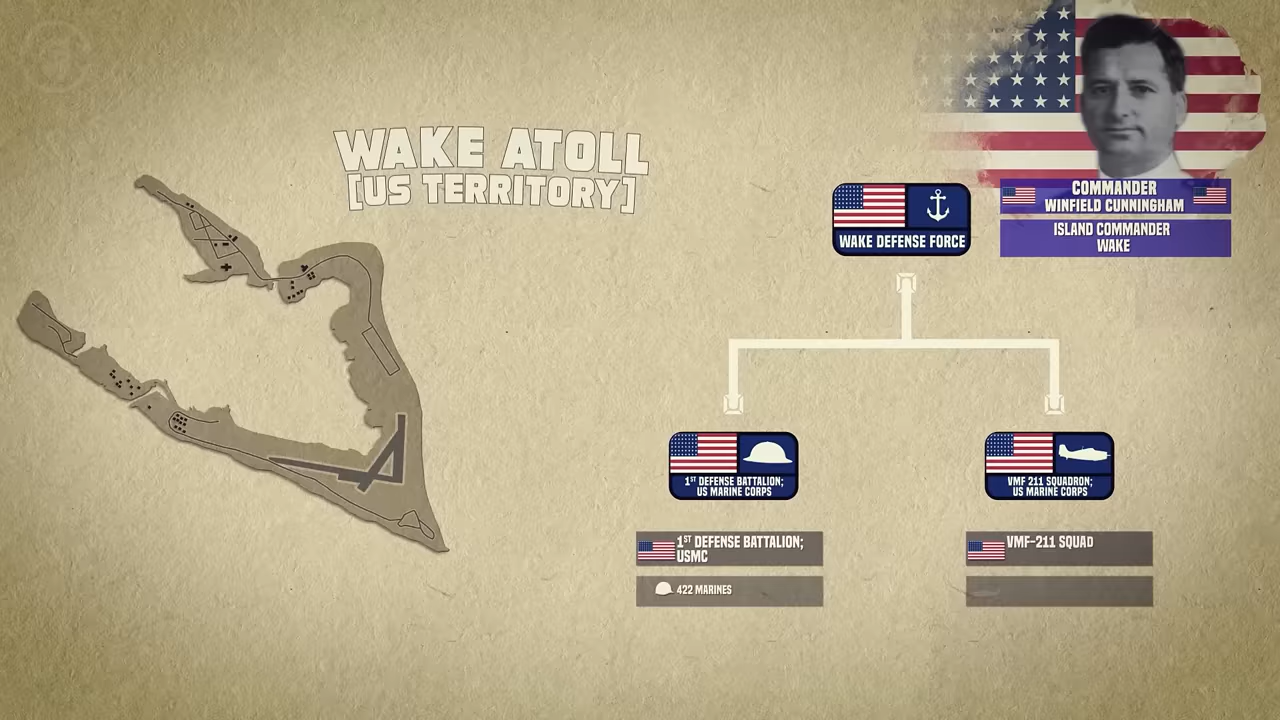 WAKE ATOLL
[US TERRITORY]
COMMANDER
WINFIELD CUNNINGHAM
ISLAND COMMANDER
WAKE
WAKE DEFENSE FORCE
1ST DEFENSE BATTALION;
US MARINE CORPS
VMF 211 SQUADRON;
US MARINE CORPS
1ST DEFENSE BATTALION;
USMC
422 MARINES
VMF-211 SQUAD